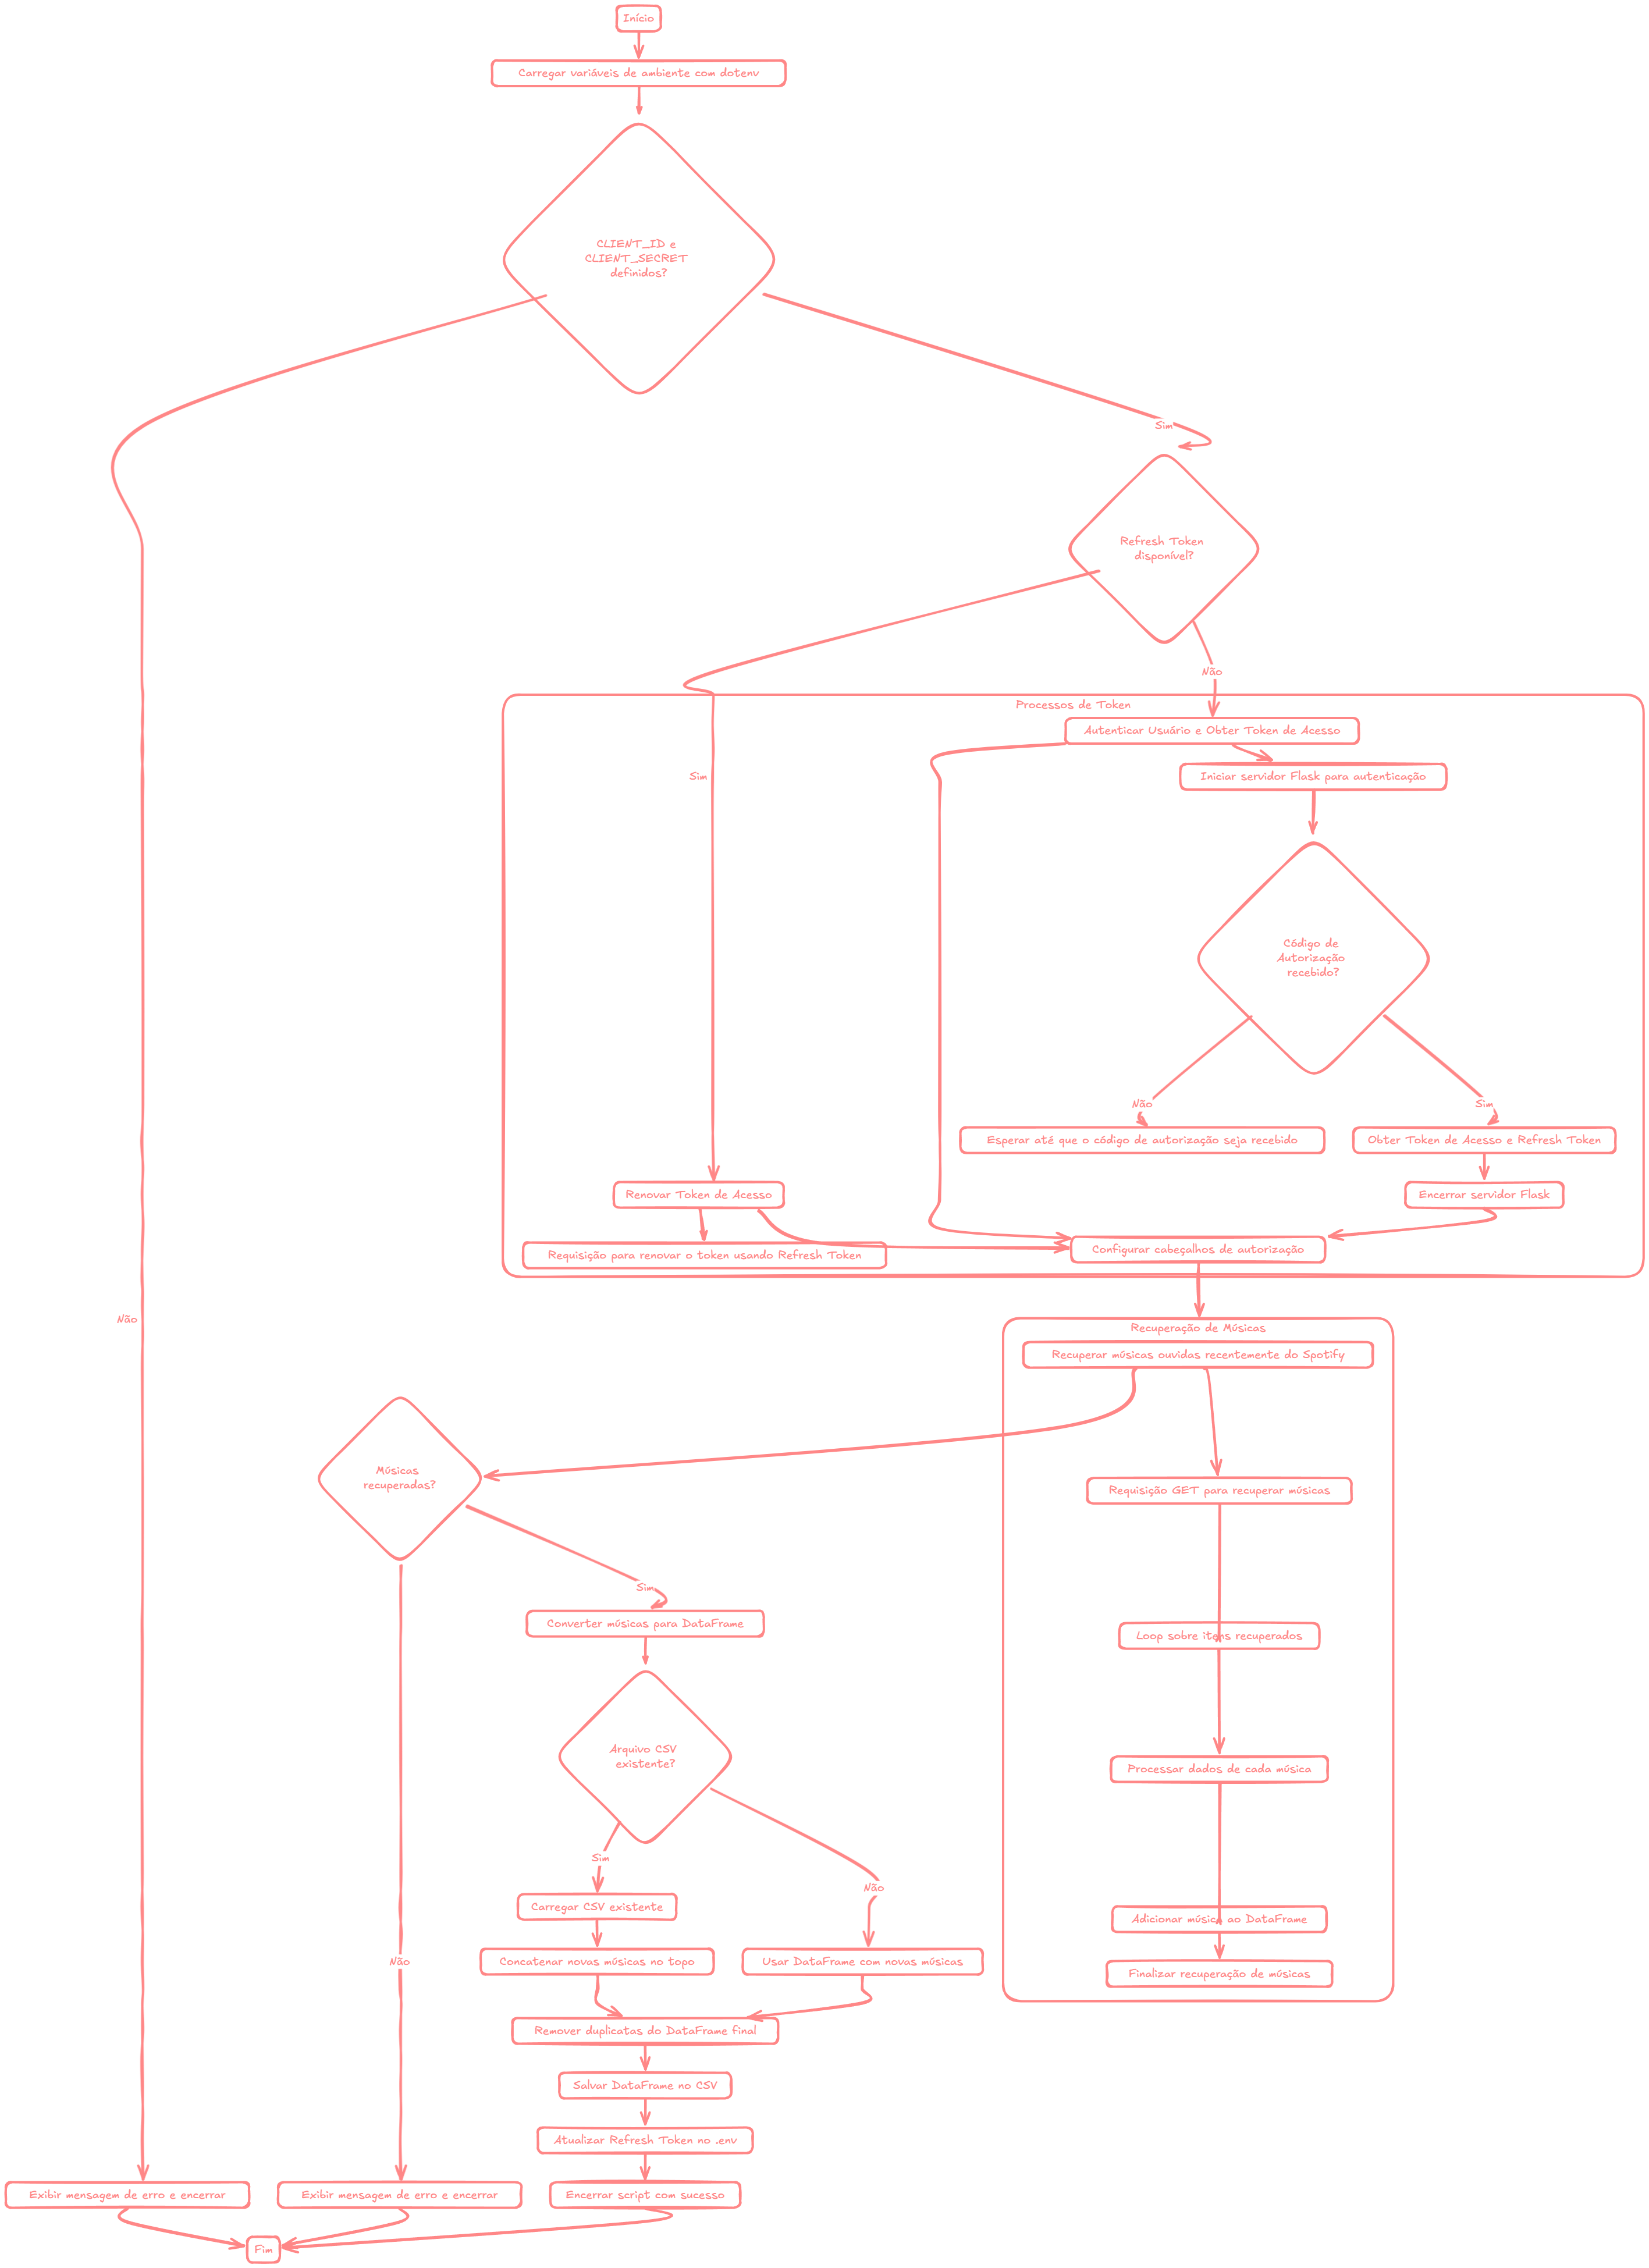 Início
Carregar variáveis de ambiente com dotenv
CLIENT_ID e
CLIENT_SECRET
definidos?
Sim
Refresh Token
disponível?
Não
Processos de Token
Autenticar Usuário e Obter Token de Acesso
Sim
Iniciar servidor Flask para autenticação
Código de
Autorização
recebido?
Não
Sim
Esperar até que o código de autorização seja recebido
Obter Token de Acesso e Refresh Token
Renovar Token de Acesso
Encerrar servidor Flask
Requisição para renovar o token usando Refresh Token
Configurar cabeçalhos de autorização
Não
Recuperação de Músicas
Recuperar músicas ouvidas recentemente do Spotify
Músicas
recuperadas?
Requisição GET para recuperar músicas
Sim
Converter músicas para DataFrame
Loop sobre itens recuperados
Arquivo CSV
existente?
Processar dados de cada música
Sim
Não
Carregar CSV existente
Adicionar música ao DataFrame
Não
Concatenar novas músicas no topo
Usar DataFrame com novas músicas
Finalizar recuperação de músicas
Remover duplicatas do DataFrame final
Salvar DataFrame no CSV
Atualizar Refresh Token no .env
Exibir mensagem de erro e encerrar
Exibir mensagem de erro e encerrar
Encerrar script com sucesso
Fim